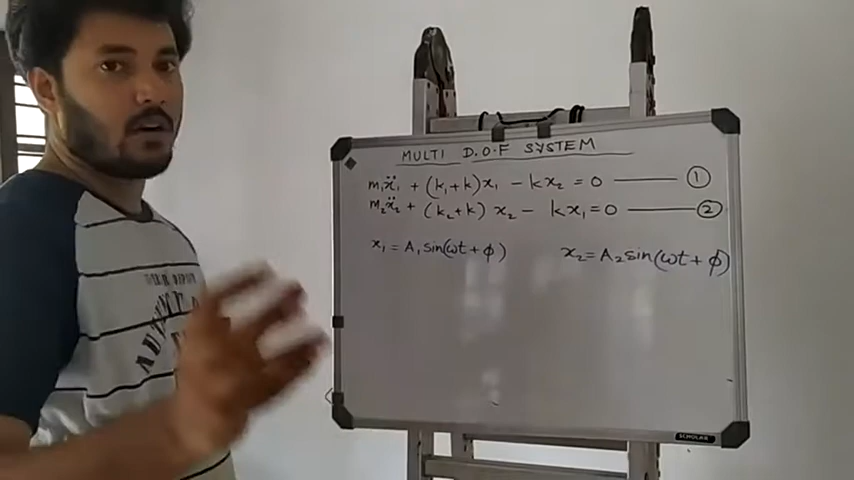 MULTI D.O.F SYSTEM
m₁ẍ₁ + (k₁+k)x₁ - kx₂ = 0 —— ①
m₂ẍ₂ + (k₂+k) x₂ - kx₁ = 0 —— ②
x₁ = A₁ sin(ωt + ϕ) x₂ = A₂ sin(ωt + ϕ)
SCHOLAR